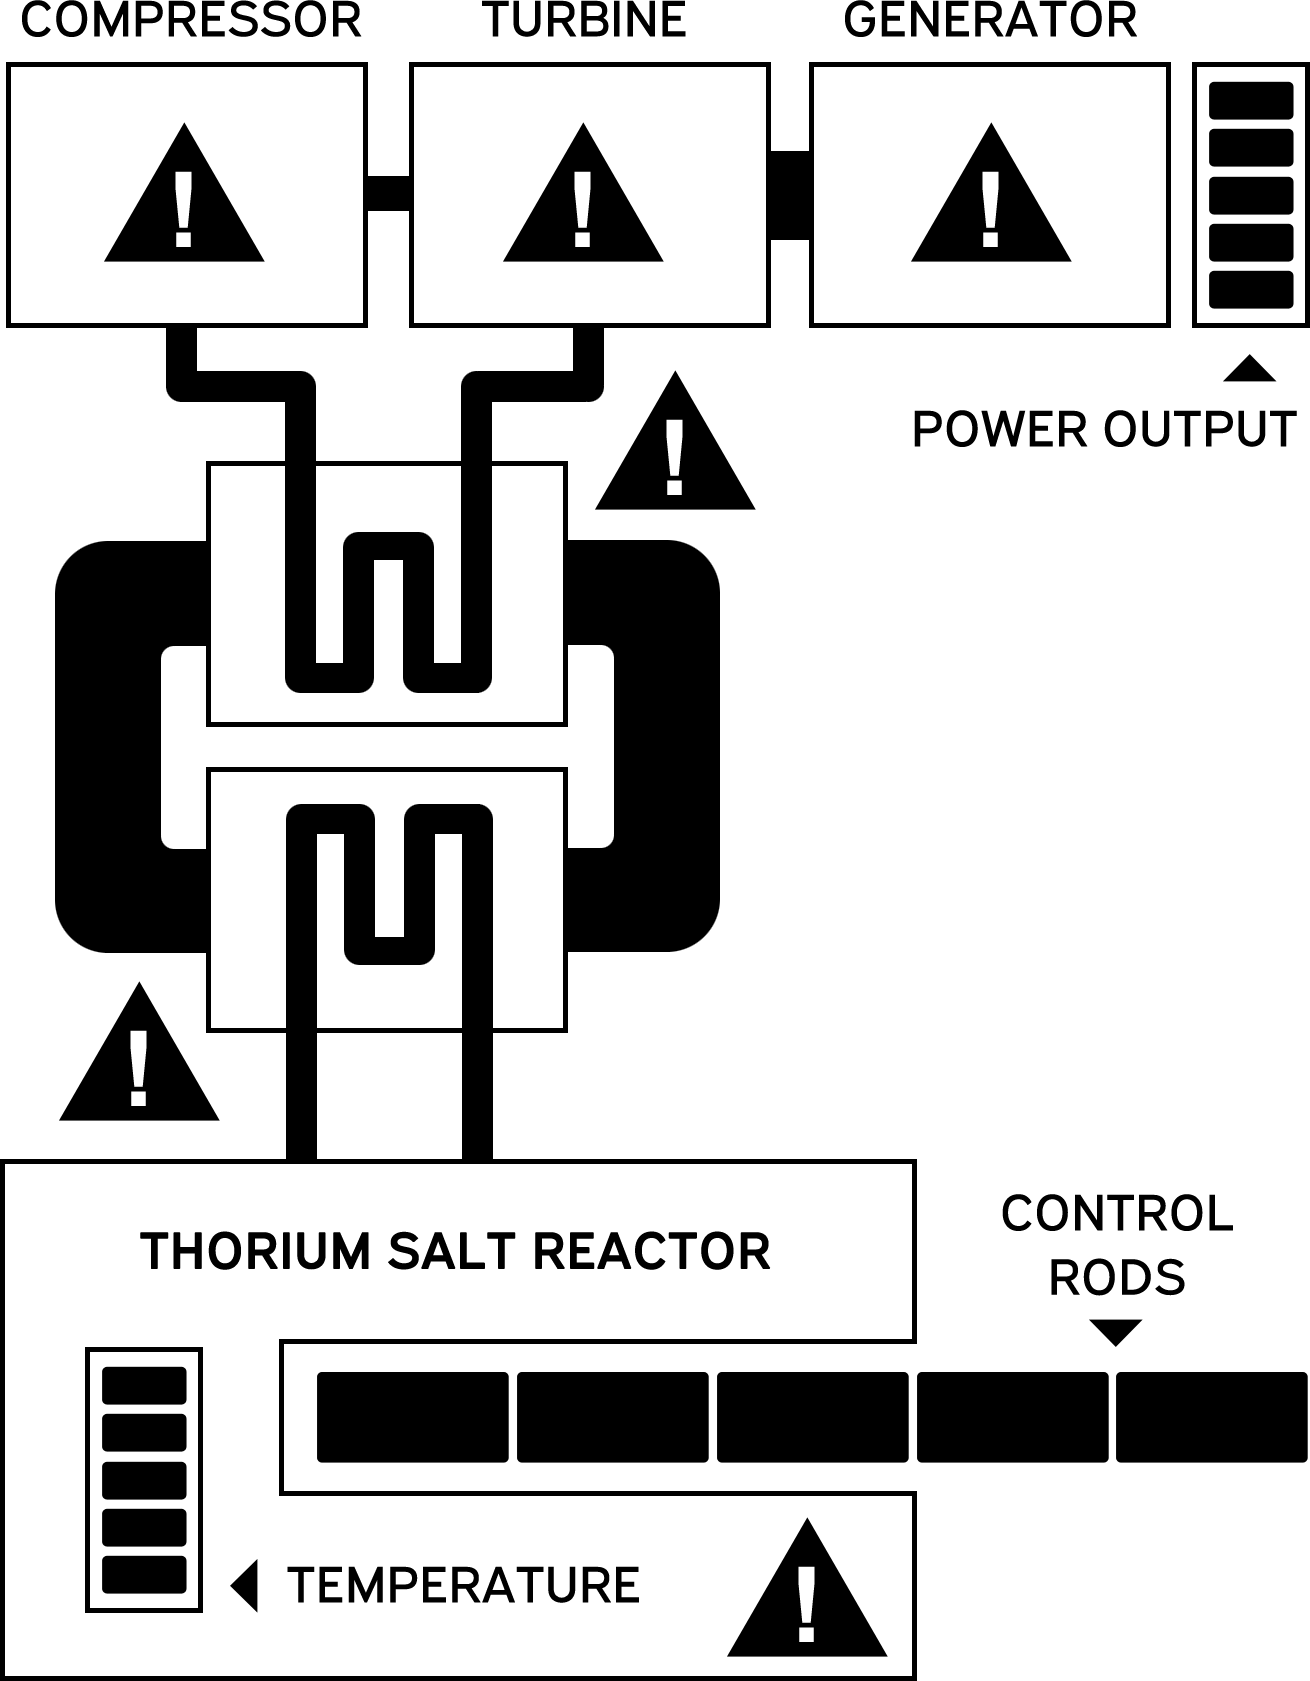 COMPRESSOR
TURBINE
GENERATOR
!
!
!
!
POWER OUTPUT
!
THORIUM SALT REACTOR
CONTROL
RODS
TEMPERATURE
!